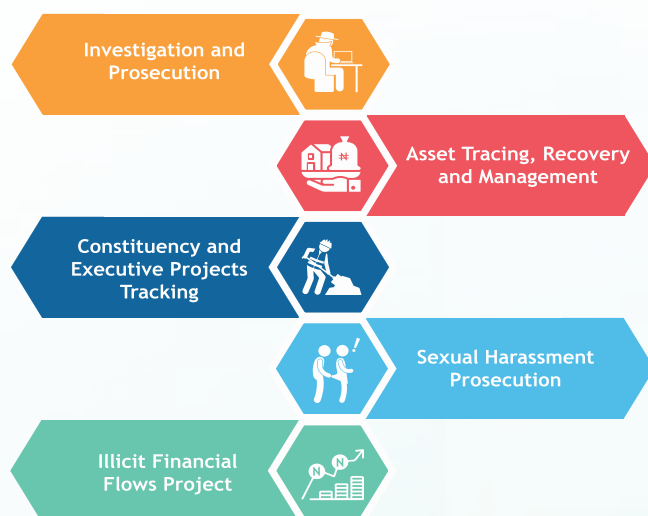 Investigation and
Prosecution
₦
Asset Tracing, Recovery
and Management
Constituency and
Executive Projects
Tracking
!
Sexual Harassment
Prosecution
Illicit Financial
Flows Project
N
N